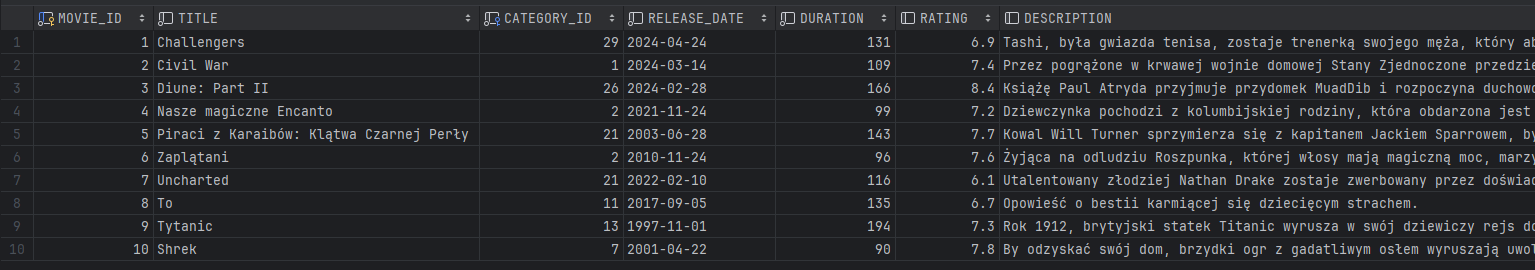 MOVIE_ID TITLE CATEGORY_ID RELEASE_DATE DURATION RATING DESCRIPTION
1 1 Challengers 29 2024-04-24 131 6.9 Tashi, była gwiazda tenisa, zostaje trenerką swojego męża, który
2 2 Civil War 1 2024-03-14 109 7.4 Przez pogrążone w krwawej wojnie domowej Stany Zjednoczone
3 3 Diune: Part II 26 2024-02-28 166 8.4 Książę Paul Atryda przyjmuje przydomek MuadDib i rozpoczyna
4 4 Nasze magiczne Encanto 2 2021-11-24 99 7.2 Dziewczynka pochodzi z kolumbijskiej rodziny, która obdarzona jest
5 5 Piraci z Karaibów: Klątwa Czarnej Perły 21 2003-06-28 143 7.7 Kowal Will Turner sprzymierza się z kapitanem Jackiem Sparrowem,
6 6 Zaplątani 2 2010-11-24 96 7.6 Żyjąca na odludziu Roszpunka, której włosy mają magiczną moc,
7 7 Uncharted 21 2022-02-10 116 6.1 Utalentowany złodziej Nathan Drake zostaje zwerbowany przez
8 8 To 11 2017-09-05 135 6.7 Opowieść o bestii karmiącej się dziecięcym strachem.
9 9 Tytanic 13 1997-11-01 194 7.3 Rok 1912, brytyjski statek Titanic wyrusza w swój dziewiczy rejs
10 10 Shrek 7 2001-04-22 90 7.8 By odzyskać swój dom, brzydki ogr z gadatliwym osłem wyruszają